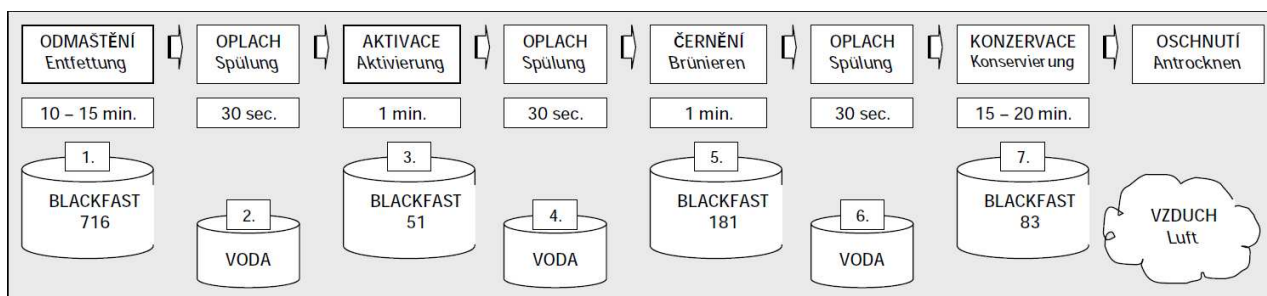 ODMAŠTĚNÍ
Entfettung
OPLACH
Spülung
AKTIVACE
Aktivierung
OPLACH
Spülung
ČERNĚNÍ
Brünieren
OPLACH
Spülung
KONZERVACE
Konservierung
OSCHNUTÍ
Antrocknen
10 – 15 min.
30 sec.
1 min.
30 sec.
1 min.
30 sec.
15 – 20 min.
1.
BLACKFAST
716
2.
VODA
3.
BLACKFAST
51
4.
VODA
5.
BLACKFAST
181
6.
VODA
7.
BLACKFAST
83
VZDUCH
Luft